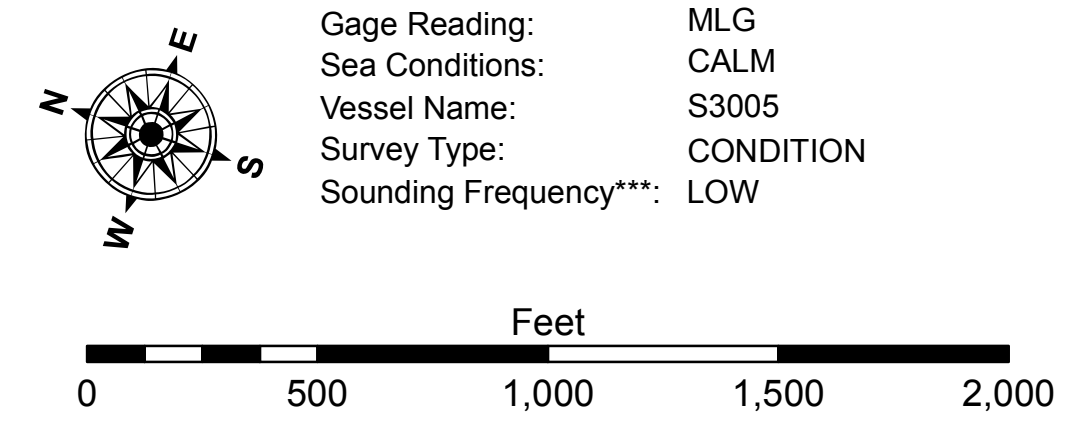 E
N
S
W
Gage Reading: MLG
Sea Conditions: CALM
Vessel Name: S3005
Survey Type: CONDITION
Sounding Frequency***: LOW
Feet
0 500 1,000 1,500 2,000